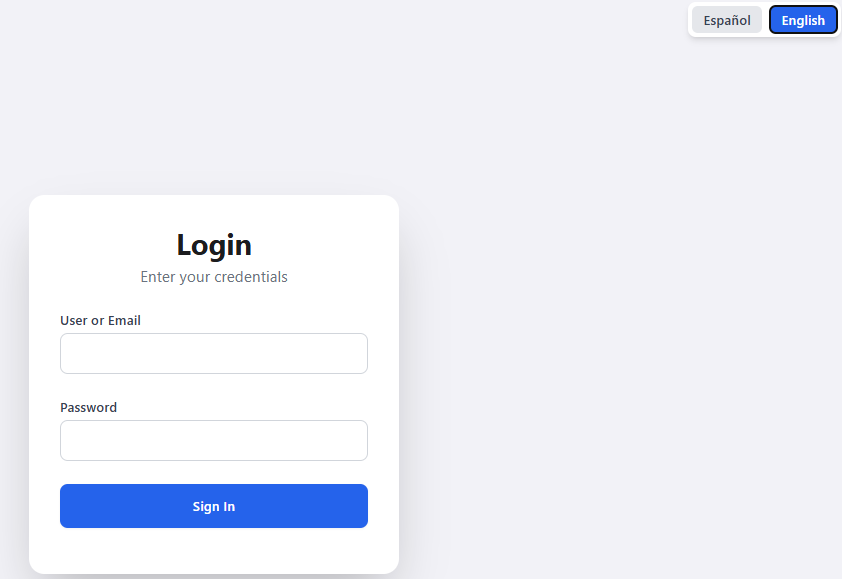 Español English
Login
Enter your credentials
User or Email
Password
Sign In